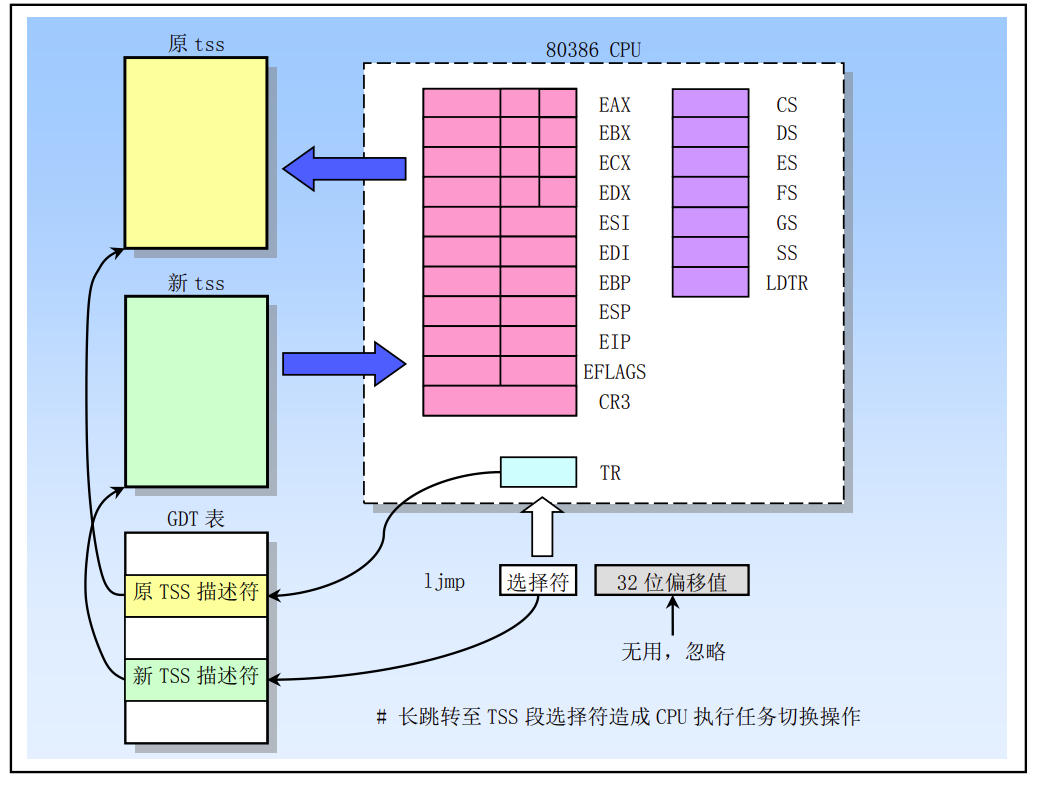 原 tss
80386 CPU
EAX
EBX
ECX
EDX
ESI
EDI
EBP
ESP
EIP
EFLAGS
CR3
CS
DS
ES
FS
GS
SS
LDTR
新 tss
TR
GDT 表
原 TSS 描述符
新 TSS 描述符
ljmp
选择符
32 位偏移值
无用，忽略
# 长跳转至 TSS 段选择符造成 CPU 执行任务切换操作